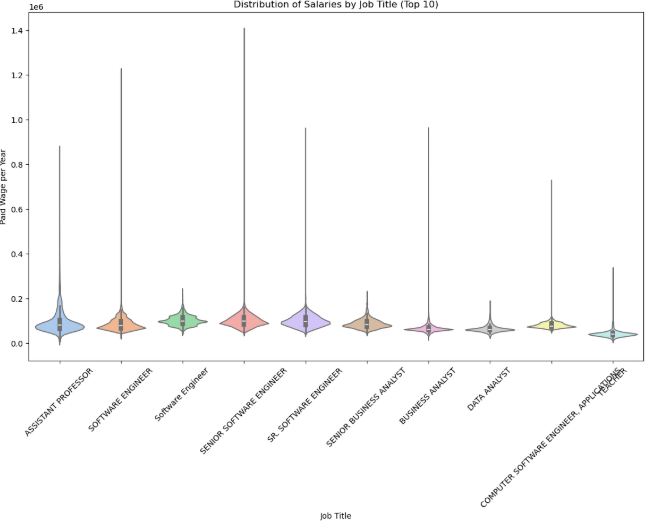 Distribution of Salaries by Job Title (Top 10)
1e6
1.4
1.2
1.0
0.8
0.6
0.4
0.2
0.0
Paid Wage per Year
ASSISTANT PROFESSOR
SOFTWARE ENGINEER
Software Engineer
SENIOR SOFTWARE ENGINEER
SR. SOFTWARE ENGINEER
SENIOR BUSINESS ANALYST
BUSINESS ANALYST
DATA ANALYST
COMPUTER SOFTWARE ENGINEER, APPLICATIONS
TEACHER
Job Title